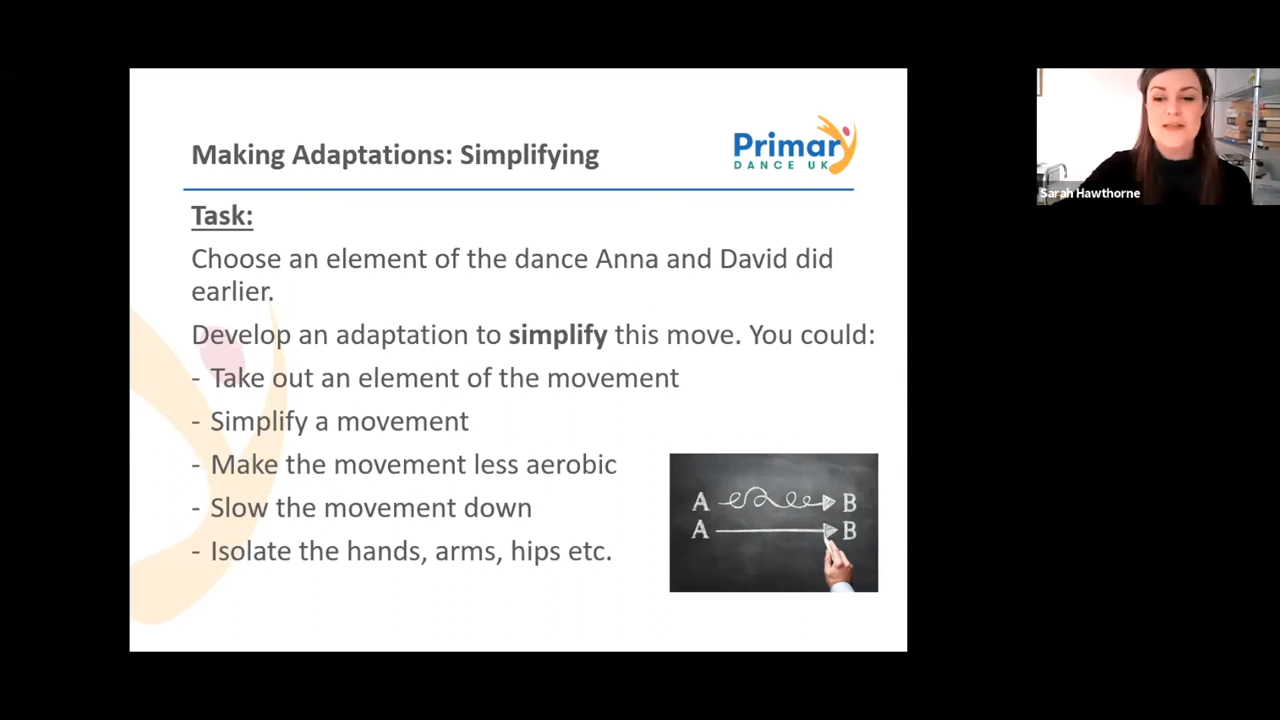 Making Adaptations: Simplifying
Primary
DANCE UK
Task:
Choose an element of the dance Anna and David did
earlier.
Develop an adaptation to simplify this move. You could:
- Take out an element of the movement
- Simplify a movement
- Make the movement less aerobic
- Slow the movement down
- Isolate the hands, arms, hips etc.
A B
A B
Sarah Hawthorne